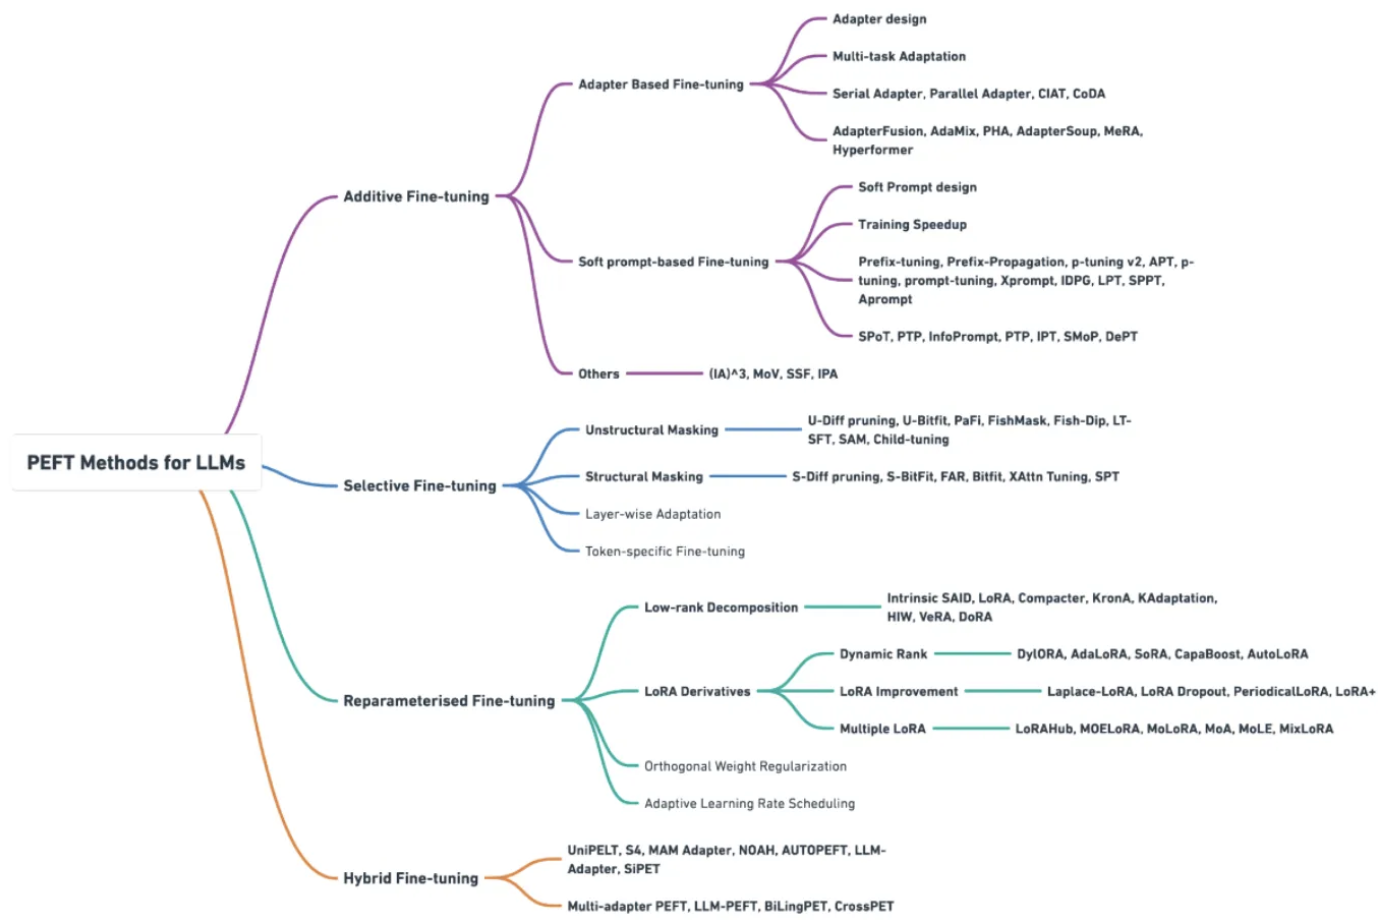 Adapter design
Multi-task Adaptation
Adapter Based Fine-tuning
Serial Adapter, Parallel Adapter, CIAT, CoDA
AdapterFusion, AdaMix, PHA, AdapterSoup, MeRA,
Hyperformer
Additive Fine-tuning
Soft Prompt design
Training Speedup
Soft prompt-based Fine-tuning
Prefix-tuning, Prefix-Propagation, p-tuning v2, APT, p-
tuning, prompt-tuning, Xprompt, IDPG, LPT, SPPT,
Aprompt
SPoT, PTP, InfoPrompt, PTP, IPT, SMoP, DePT
Others
(IA)^3, MoV, SSF, IPA
PEFT Methods for LLMs
Selective Fine-tuning
Unstructural Masking
U-Diff pruning, U-Bitfit, PaFi, FishMask, Fish-Dip, LT-
SFT, SAM, Child-tuning
Structural Masking
S-Diff pruning, S-BitFit, FAR, Bitfit, XAttn Tuning, SPT
Layer-wise Adaptation
Token-specific Fine-tuning
Reparameterised Fine-tuning
Low-rank Decomposition
Intrinsic SAID, LoRA, Compacter, KronA, KAdaptation,
HIW, VeRA, DoRA
LoRA Derivatives
Dynamic Rank
DylORA, AdaLoRA, SoRA, CapaBoost, AutoLoRA
LoRA Improvement
Laplace-LoRA, LoRA Dropout, PeriodicalLoRA, LoRA+
Multiple LoRA
LoRAHub, MOELoRA, MoLoRA, MoA, MoLE, MixLoRA
Orthogonal Weight Regularization
Adaptive Learning Rate Scheduling
Hybrid Fine-tuning
UniPELT, S4, MAM Adapter, NOAH, AUTOPEFT, LLM-
Adapter, SiPET
Multi-adapter PEFT, LLM-PEFT, BiLingPET, CrossPET